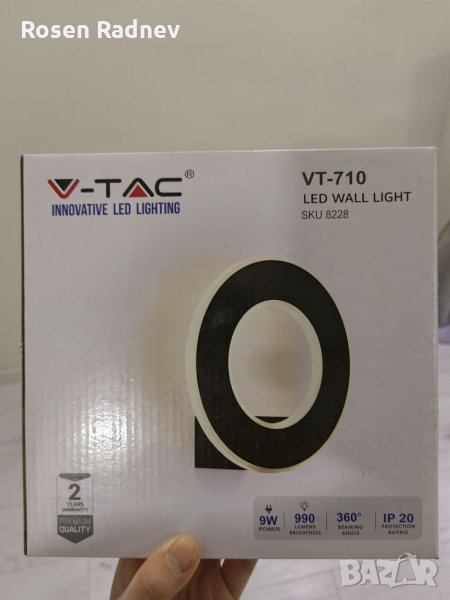 Rosen Radnev
V-TAC®
INNOVATIVE LED LIGHTING
VT-710
LED WALL LIGHT
SKU 8228
2
YEARS
WARRANTY
PREMIUM
QUALITY
9W
POWER
990
LUMENS
BRIGHTNESS
360°
BEAMING
ANGLE
IP 20
PROTECTION
RATING
BAZAR